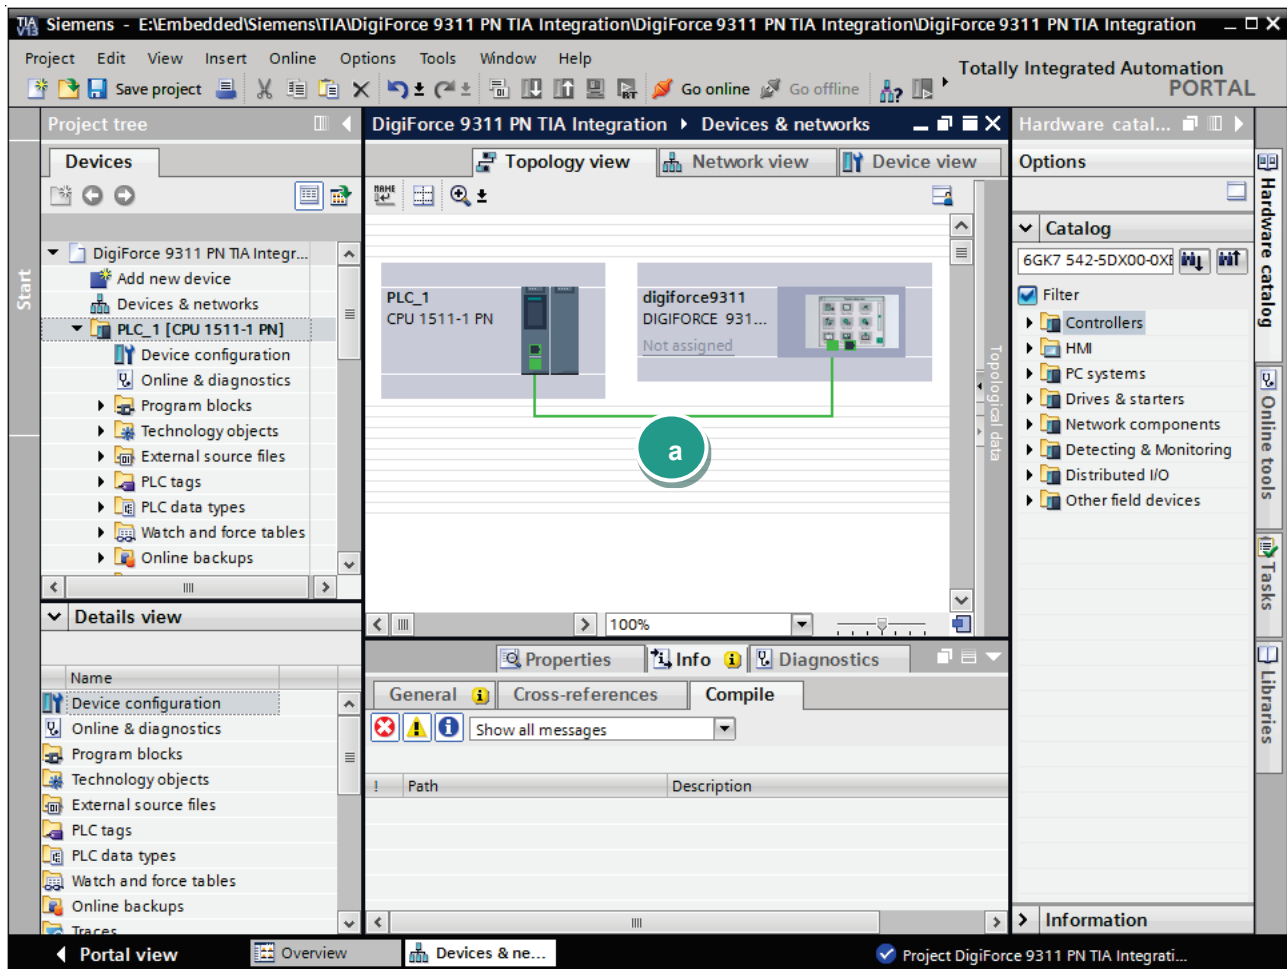 TIA V13 Siemens - E:\Embedded\Siemens\TIA\DigiForce 9311 PN TIA Integration\DigiForce 9311 PN TIA Integration\DigiForce 9311 PN TIA Integration
Project Edit View Insert Online Options Tools Window Help
Totally Integrated Automation
PORTAL
Save project Go online Go offline
Start
Project tree
Devices
DigiForce 9311 PN TIA Integr...
Add new device
Devices & networks
PLC_1 [CPU 1511-1 PN]
Device configuration
Online & diagnostics
Program blocks
Technology objects
External source files
PLC tags
PLC data types
Watch and force tables
Online backups
Details view
Name
Device configuration
Online & diagnostics
Program blocks
Technology objects
External source files
PLC tags
PLC data types
Watch and force tables
Online backups
Traces
DigiForce 9311 PN TIA Integration Devices & networks
Topology view Network view Device view
NAME
PLC_1
CPU 1511-1 PN
digiforce9311
DIGIFORCE 931...
Not assigned
a
Topological data
100%
Properties Info Diagnostics
General Cross-references Compile
Show all messages
! Path Description
Hardware catal...
Options
Catalog
6GK7 542-5DX00-0XE
Filter
Controllers
HMI
PC systems
Drives & starters
Network components
Detecting & Monitoring
Distributed I/O
Other field devices
Information
Hardware catalog
Online tools
Tasks
Libraries
Portal view Overview Devices & ne... Project DigiForce 9311 PN TIA Integrati...